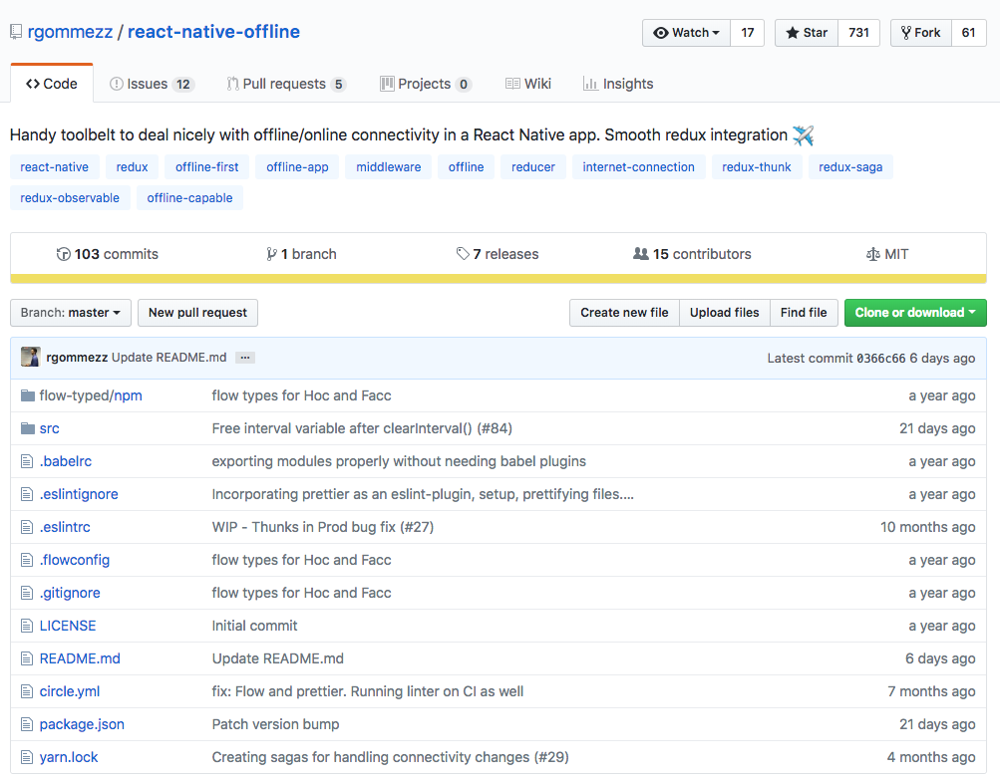 rgommezz / react-native-offline Watch 17 Star 731 Fork 61
Code Issues 12 Pull requests 5 Projects 0 Wiki Insights
Handy toolbelt to deal nicely with offline/online connectivity in a React Native app. Smooth redux integration ✈️
react-native redux offline-first offline-app middleware offline reducer internet-connection redux-thunk redux-saga
redux-observable offline-capable
103 commits 1 branch 7 releases 15 contributors MIT
Branch: master New pull request Create new file Upload files Find file Clone or download
rgommezz Update README.md ... Latest commit 0366c66 6 days ago
flow-typed/npm flow types for Hoc and Facc a year ago
src Free interval variable after clearInterval() (#84) 21 days ago
.babelrc exporting modules properly without needing babel plugins a year ago
.eslintignore Incorporating prettier as an eslint-plugin, setup, prettifying files.... a year ago
.eslintrc WIP - Thunks in Prod bug fix (#27) 10 months ago
.flowconfig flow types for Hoc and Facc a year ago
.gitignore flow types for Hoc and Facc a year ago
LICENSE Initial commit a year ago
README.md Update README.md 6 days ago
circle.yml fix: Flow and prettier. Running linter on CI as well 7 months ago
package.json Patch version bump 21 days ago
yarn.lock Creating sagas for handling connectivity changes (#29) 4 months ago